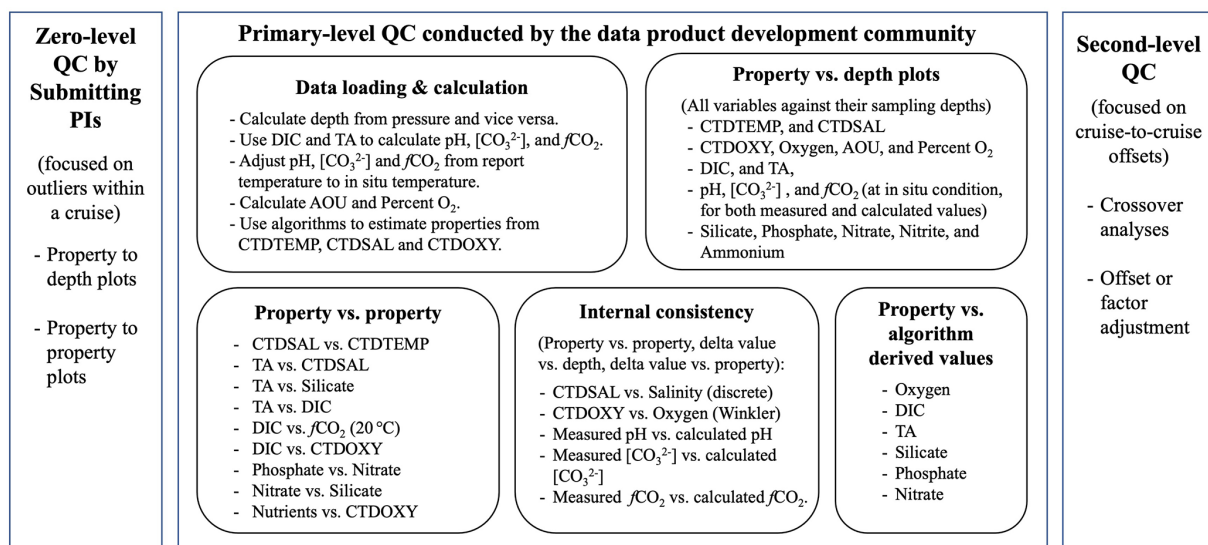 Zero-level
QC by
Submitting
PIs
(focused on
outliers within
a cruise)
- Property to
depth plots
- Property to
property
plots
Primary-level QC conducted by the data product development community
Data loading & calculation
- Calculate depth from pressure and vice versa.
- Use DIC and TA to calculate pH, [CO₃²⁻], and fCO₂.
- Adjust pH, [CO₃²⁻] and fCO₂ from report
temperature to in situ temperature.
- Calculate AOU and Percent O₂.
- Use algorithms to estimate properties from
CTDTEMP, CTDSAL and CTDOXY.
Property vs. depth plots
(All variables against their sampling depths)
- CTDTEMP, and CTDSAL
- CTDOXY, Oxygen, AOU, and Percent O₂
- DIC, and TA,
- pH, [CO₃²⁻] , and fCO₂ (at in situ condition,
for both measured and calculated values)
- Silicate, Phosphate, Nitrate, Nitrite, and
Ammonium
Property vs. property
- CTDSAL vs. CTDTEMP
- TA vs. CTDSAL
- TA vs. Silicate
- TA vs. DIC
- DIC vs. fCO₂ (20 °C)
- DIC vs. CTDOXY
- Phosphate vs. Nitrate
- Nitrate vs. Silicate
- Nutrients vs. CTDOXY
Internal consistency
(Property vs. property, delta value
vs. depth, delta value vs. property):
- CTDSAL vs. Salinity (discrete)
- CTDOXY vs. Oxygen (Winkler)
- Measured pH vs. calculated pH
- Measured [CO₃²⁻] vs. calculated
[CO₃²⁻]
- Measured fCO₂ vs. calculated fCO₂.
Property vs.
algorithm
derived values
- Oxygen
- DIC
- TA
- Silicate
- Phosphate
- Nitrate
Second-level
QC
(focused on
cruise-to-cruise
offsets)
- Crossover
analyses
- Offset or
factor
adjustment